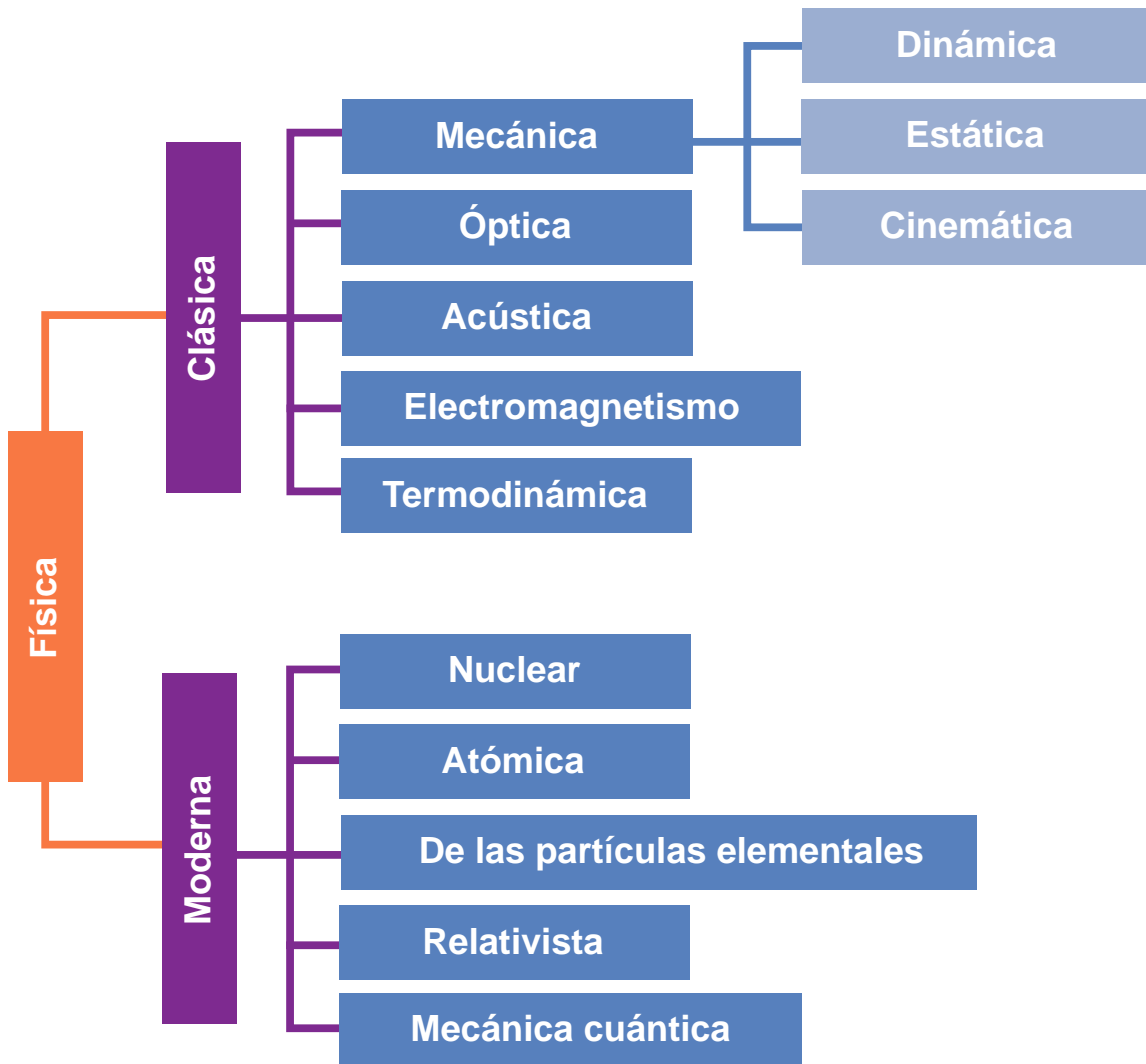 Física
Clásica
Mecánica
Dinámica
Estática
Cinemática
Óptica
Acústica
Electromagnetismo
Termodinámica
Moderna
Nuclear
Atómica
De las partículas elementales
Relativista
Mecánica cuántica